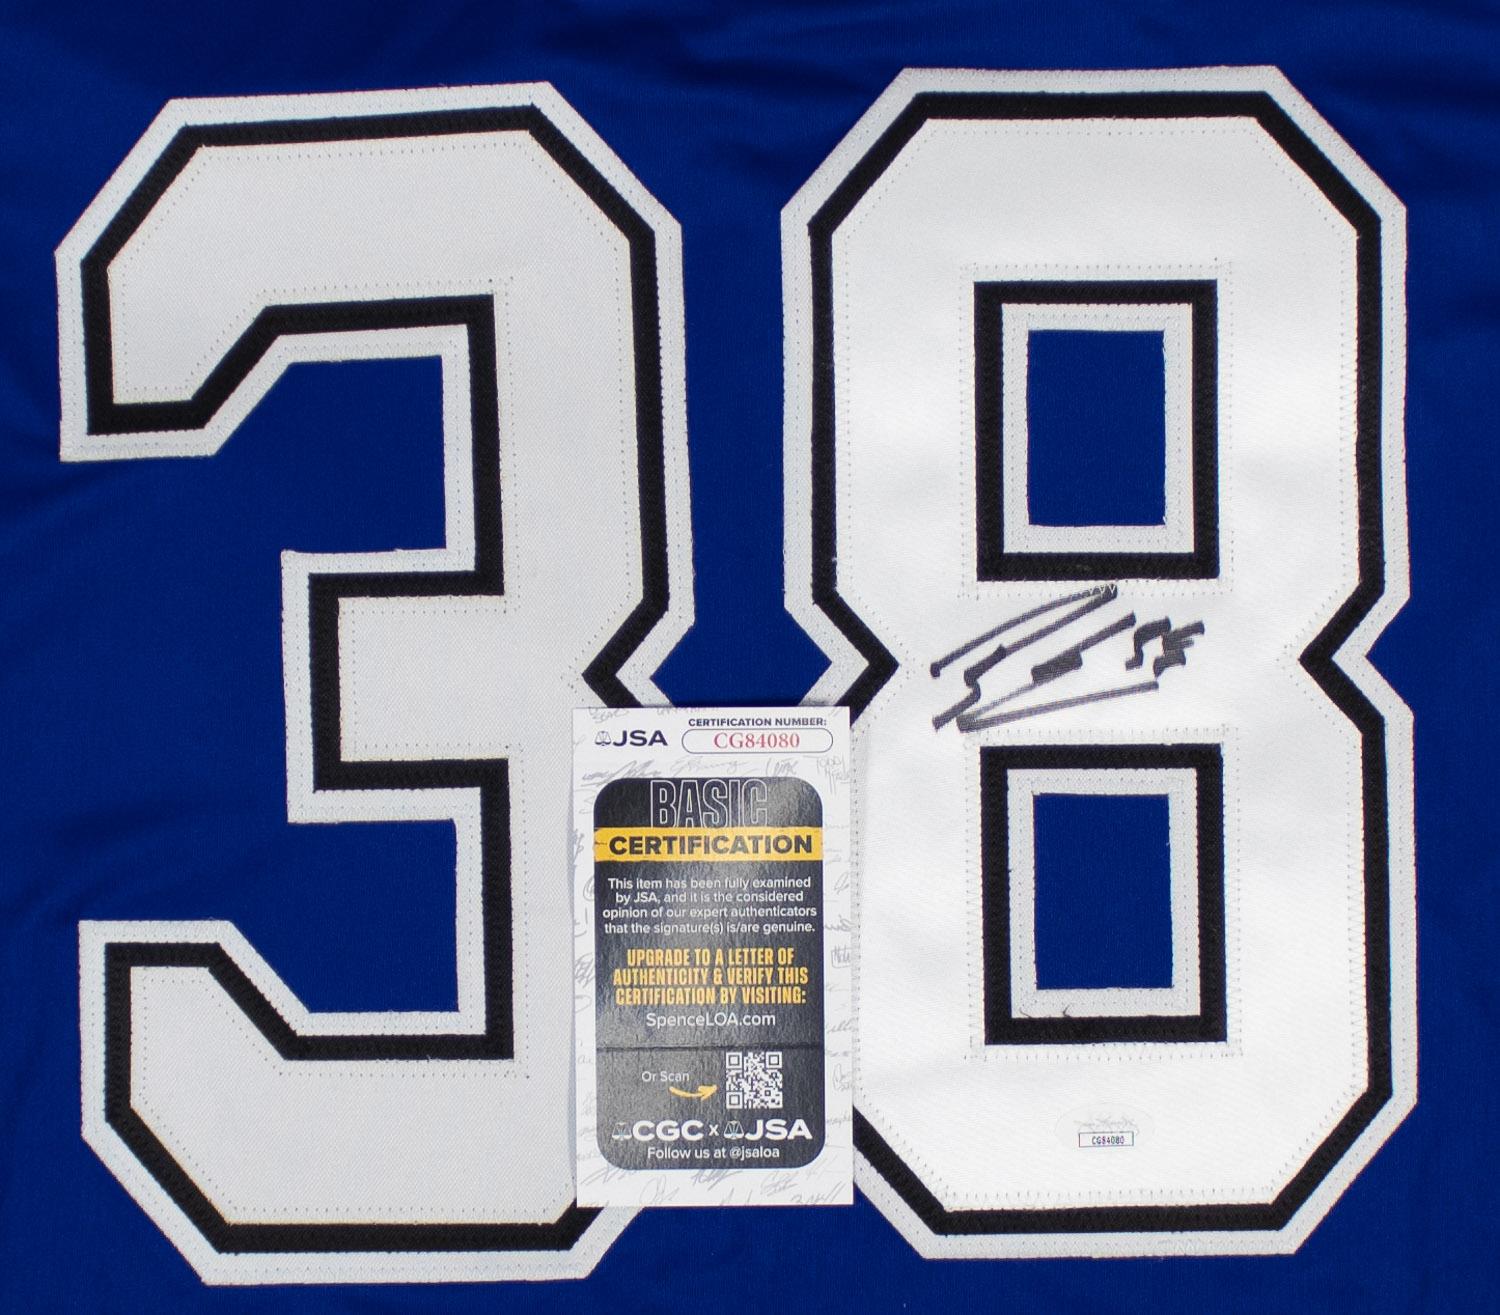 38
CERTIFICATION NUMBER:
JSA CG84080
BASIC
CERTIFICATION
This item has been fully examined
by JSA, and it is the considered
opinion of our expert authenticators
that the signature(s) is/are genuine.
UPGRADE TO A LETTER OF
AUTHENTICITY & VERIFY THIS
CERTIFICATION BY VISITING:
SpenceLOA.com
Or Scan
CGC x JSA
Follow us at @jsaloa
CG84080